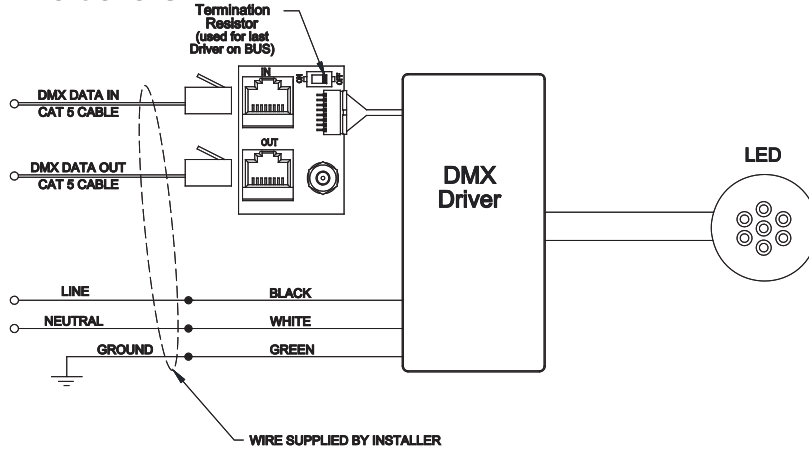 Termination
Resistor
(used for last
Driver on BUS)
IN
ON
OFF
DMX DATA IN
CAT 5 CABLE
OUT
DMX DATA OUT
CAT 5 CABLE
DMX
Driver
LED
LINE
BLACK
NEUTRAL
WHITE
GROUND
GREEN
WIRE SUPPLIED BY INSTALLER